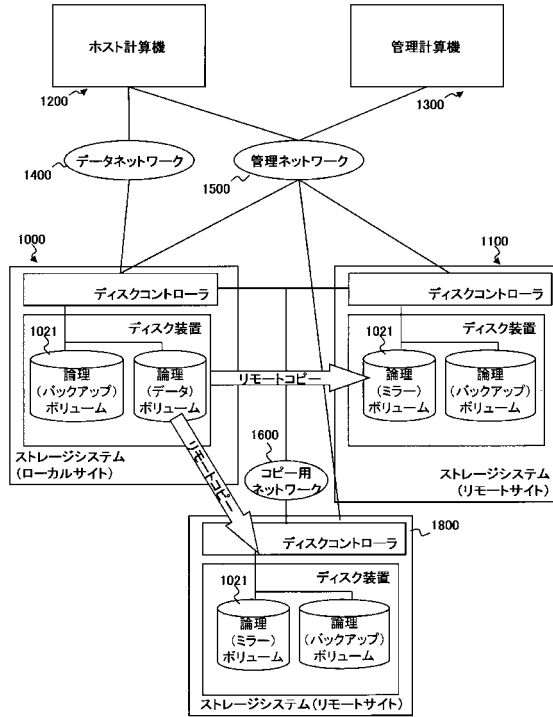 ホスト計算機
管理計算機
1200
1300
データネットワーク
管理ネットワーク
1400
1500
1000
1100
ディスクコントローラ
ディスクコントローラ
1021
ディスク装置
論理
(バックアップ)
ボリューム
論理
(データ)
ボリューム
リモートコピー
1021
ディスク装置
論理
(ミラー)
ボリューム
論理
(バックアップ)
ボリューム
ストレージシステム
(ローカルサイト)
リモートコピー
1600
コピー用
ネットワーク
ストレージシステム
(リモートサイト)
1800
ディスクコントローラ
ディスク装置
1021
論理
(ミラー)
ボリューム
論理
(バックアップ)
ボリューム
ストレージシステム(リモートサイト)